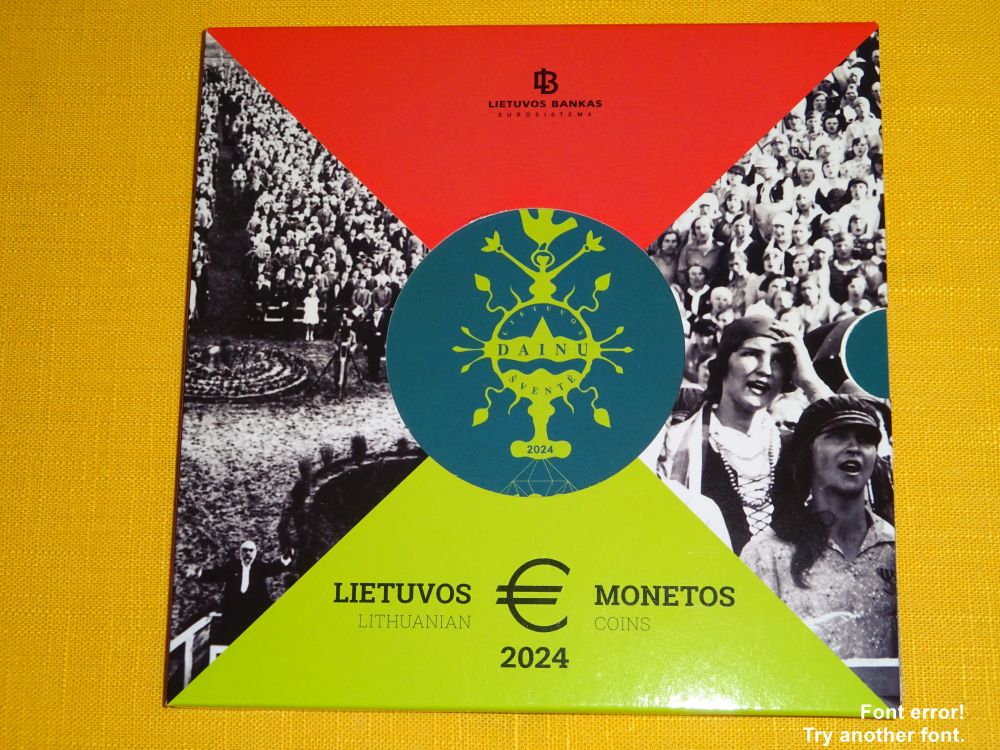 LIETUVOS BANKAS
EUROSISTEMA
LIETUVOS
DAINŲ
ŠVENTĖ
2024
LIETUVOS € MONETOS
LITHUANIAN COINS
2024
Font error!
Try another font.